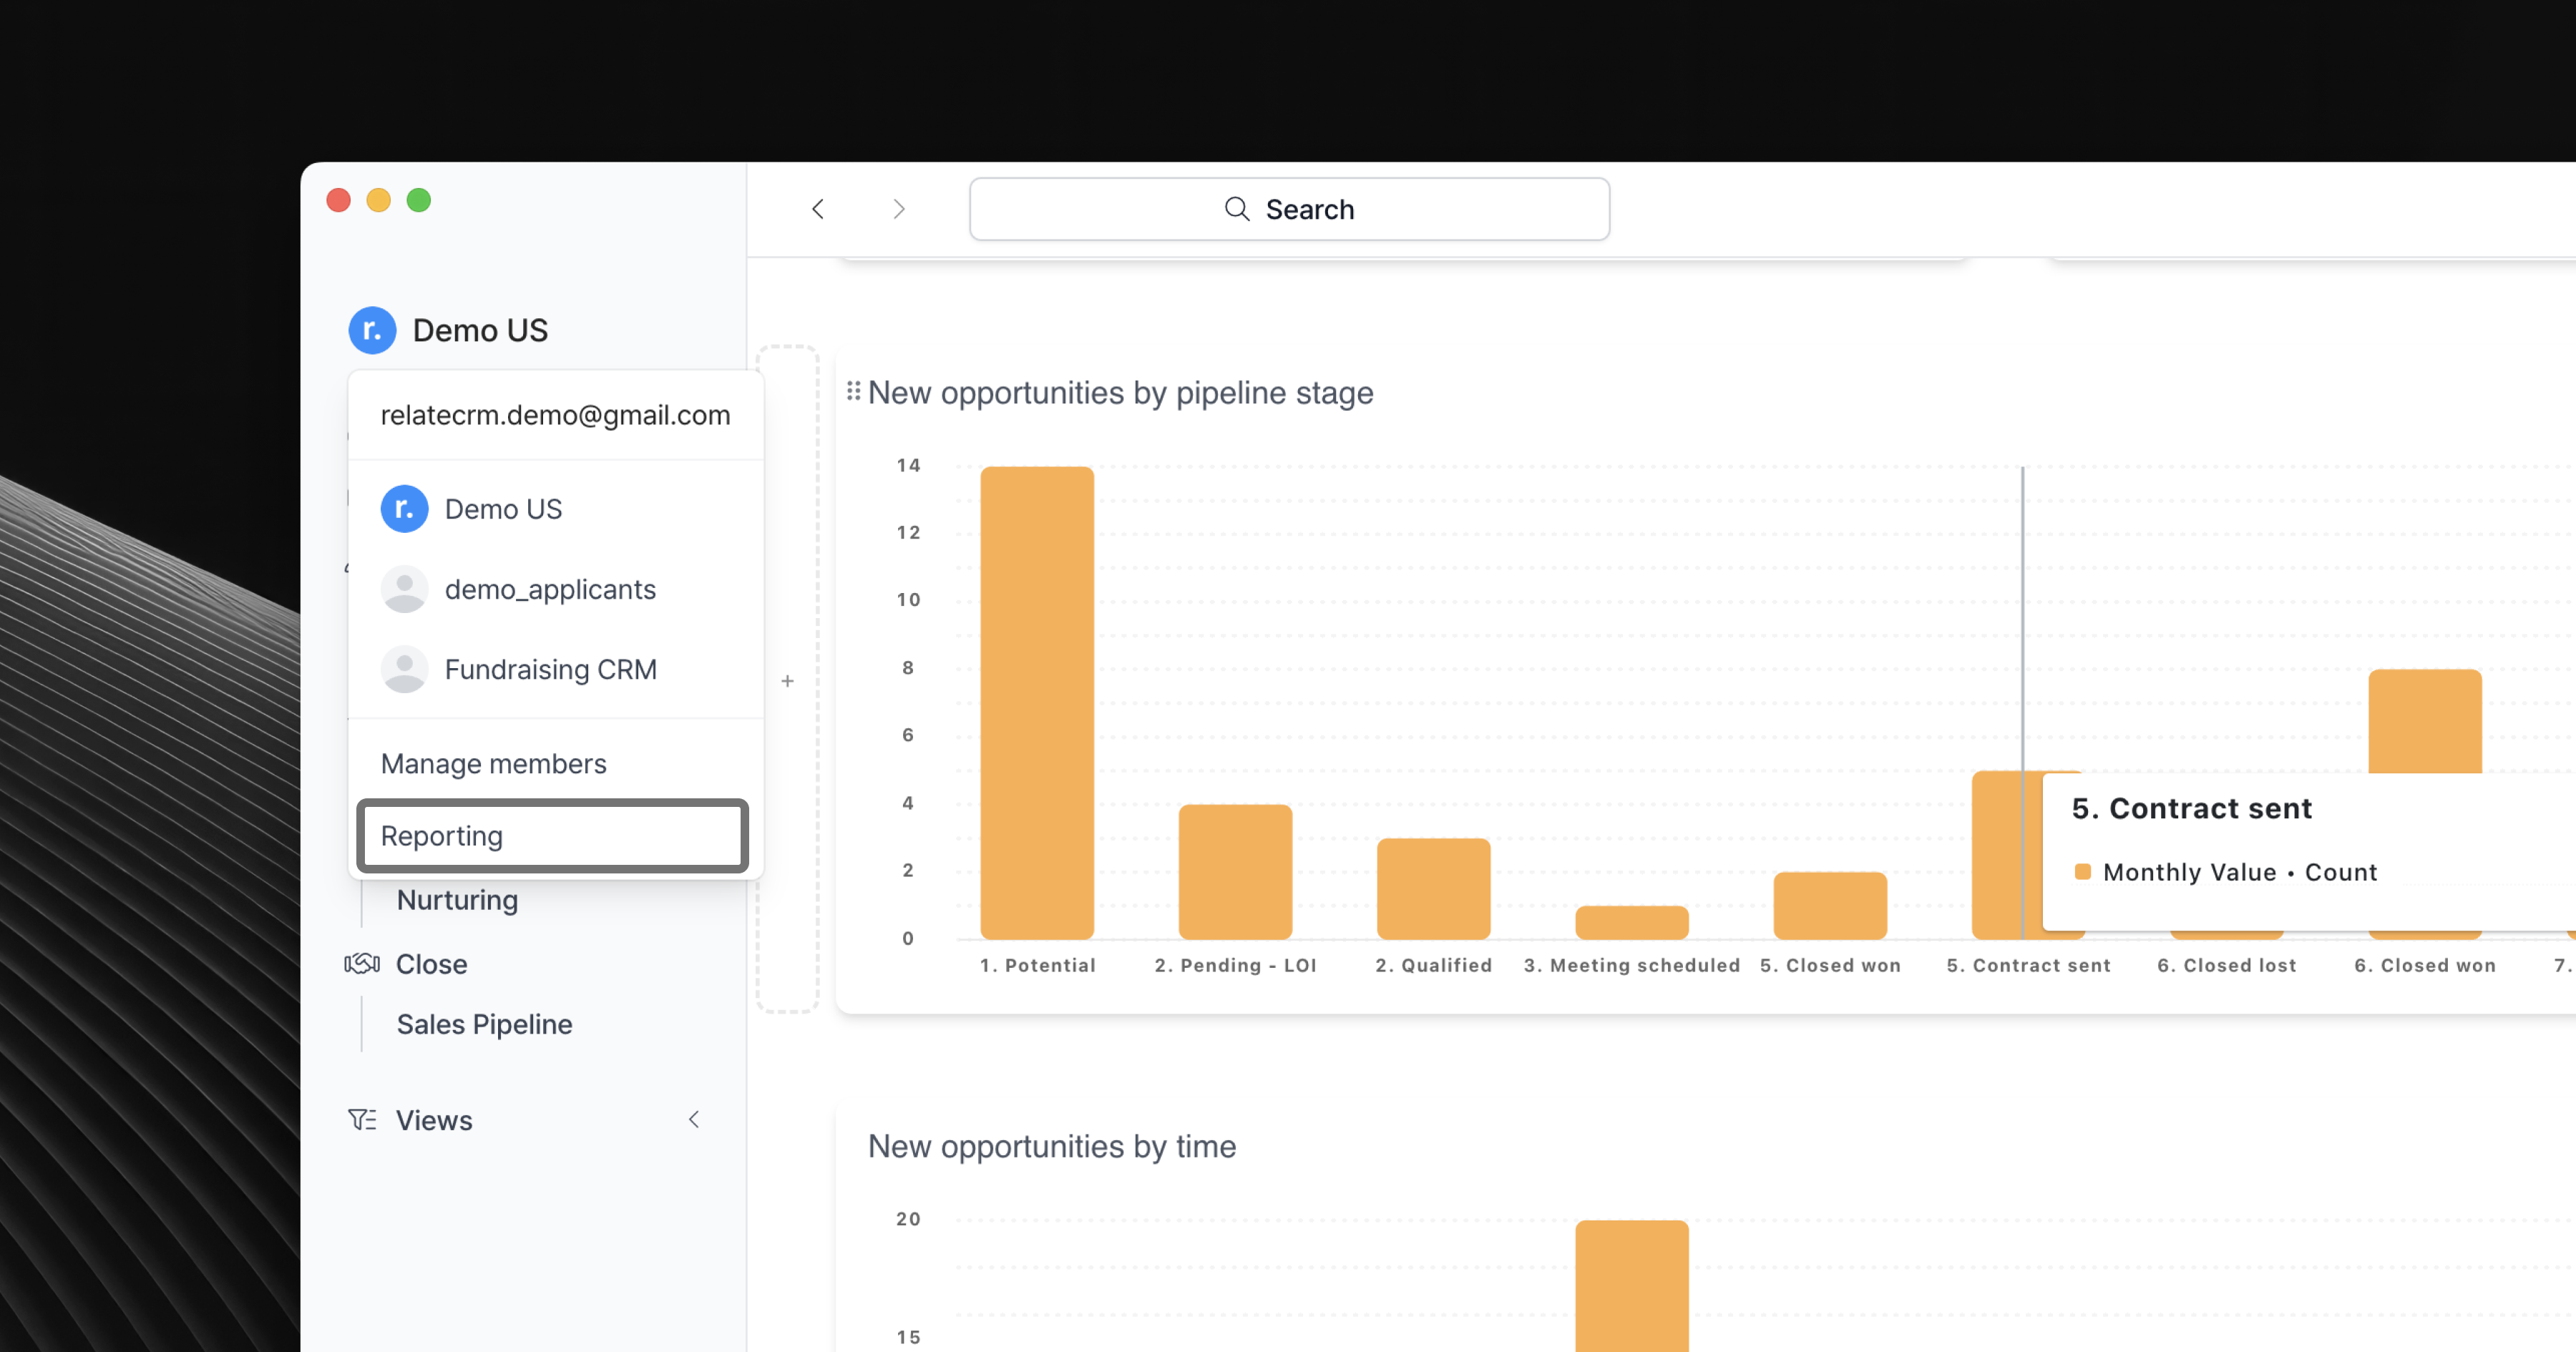 Search
r. Demo US
relatecrm.demo@gmail.com
r. Demo US
demo_applicants
Fundraising CRM
Manage members
Reporting
Nurturing
Close
Sales Pipeline
Views
New opportunities by pipeline stage
14
12
10
8
6
4
2
0
1. Potential
2. Pending - LOI
2. Qualified
3. Meeting scheduled
5. Closed won
5. Contract sent
6. Closed lost
6. Closed won
7.
5. Contract sent
Monthly Value • Count
New opportunities by time
20
15